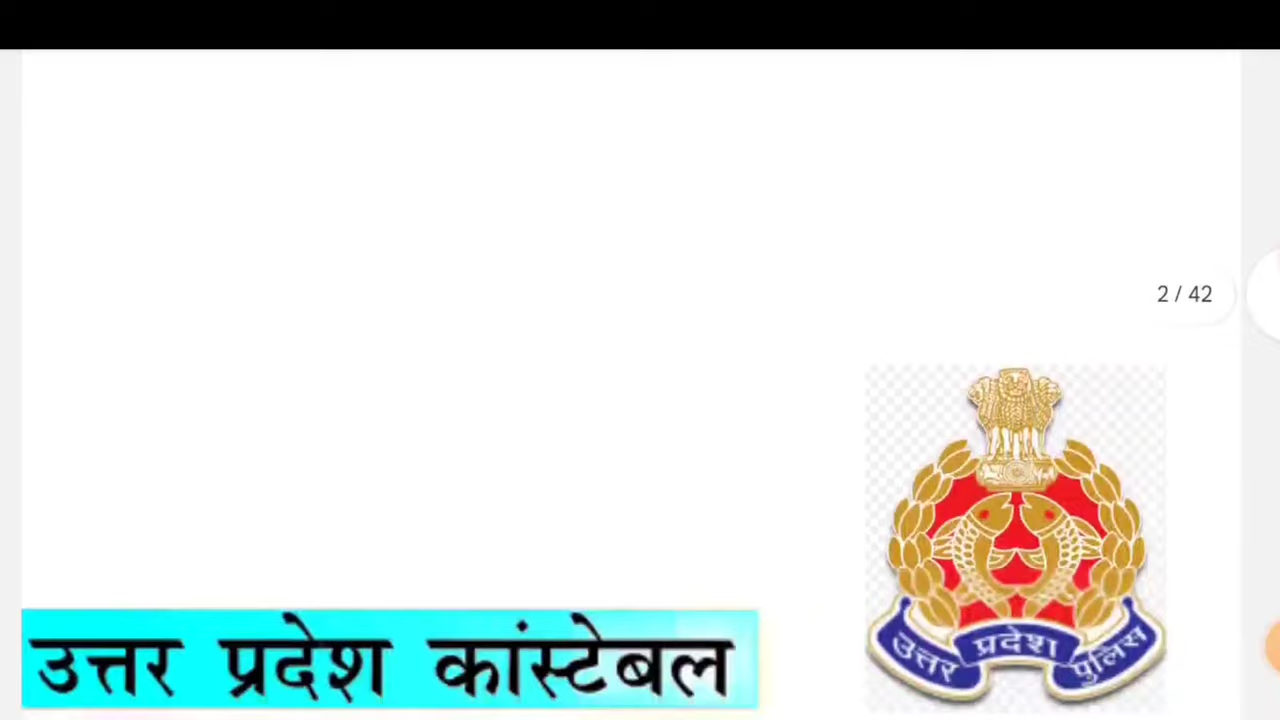 2 / 42
उत्तर प्रदेश कांस्टेबल
उत्तर प्रदेश पुलिस